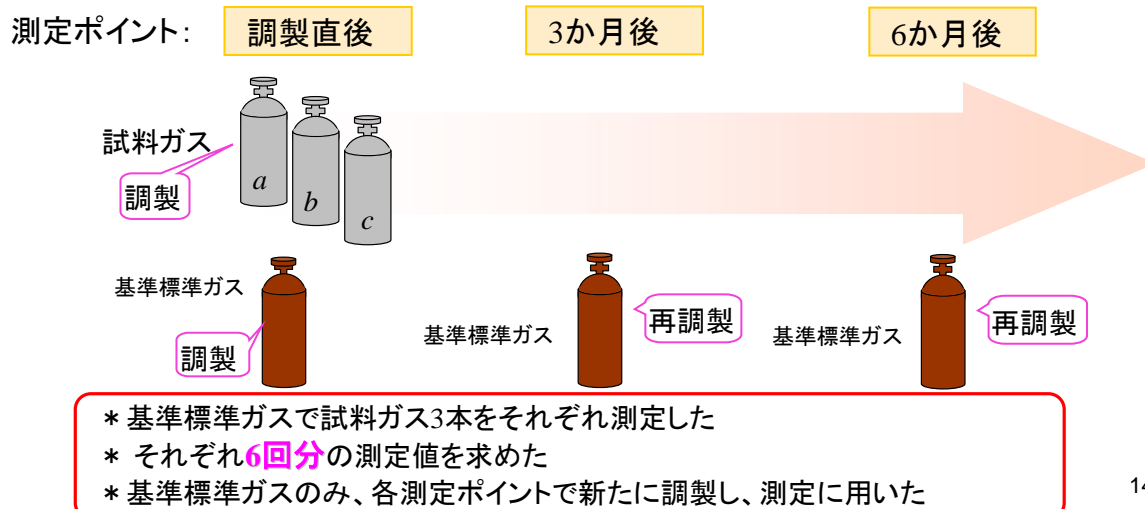 測定ポイント: 調製直後 3か月後 6か月後
試料ガス
調製
a
b
c
基準標準ガス
調製
基準標準ガス
再調製
基準標準ガス
再調製
＊基準標準ガスで試料ガス3本をそれぞれ測定した
＊ それぞれ6回分の測定値を求めた
＊基準標準ガスのみ、各測定ポイントで新たに調製し、測定に用いた
14